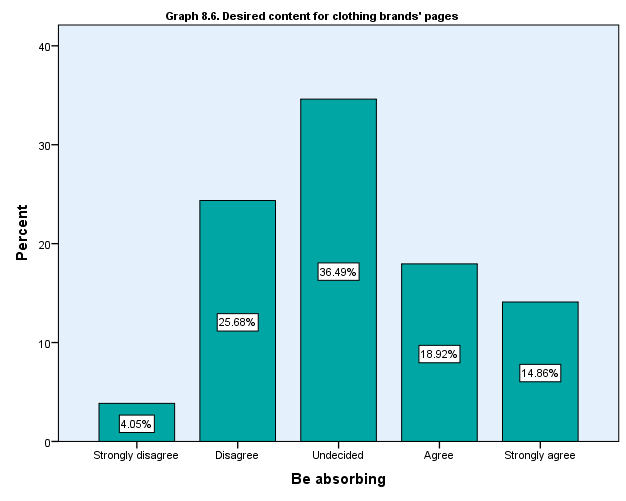 Graph 8.6. Desired content for clothing brands' pages
40
30
20
10
0
Percent
4.05%
25.68%
36.49%
18.92%
14.86%
Strongly disagree
Disagree
Undecided
Agree
Strongly agree
Be absorbing